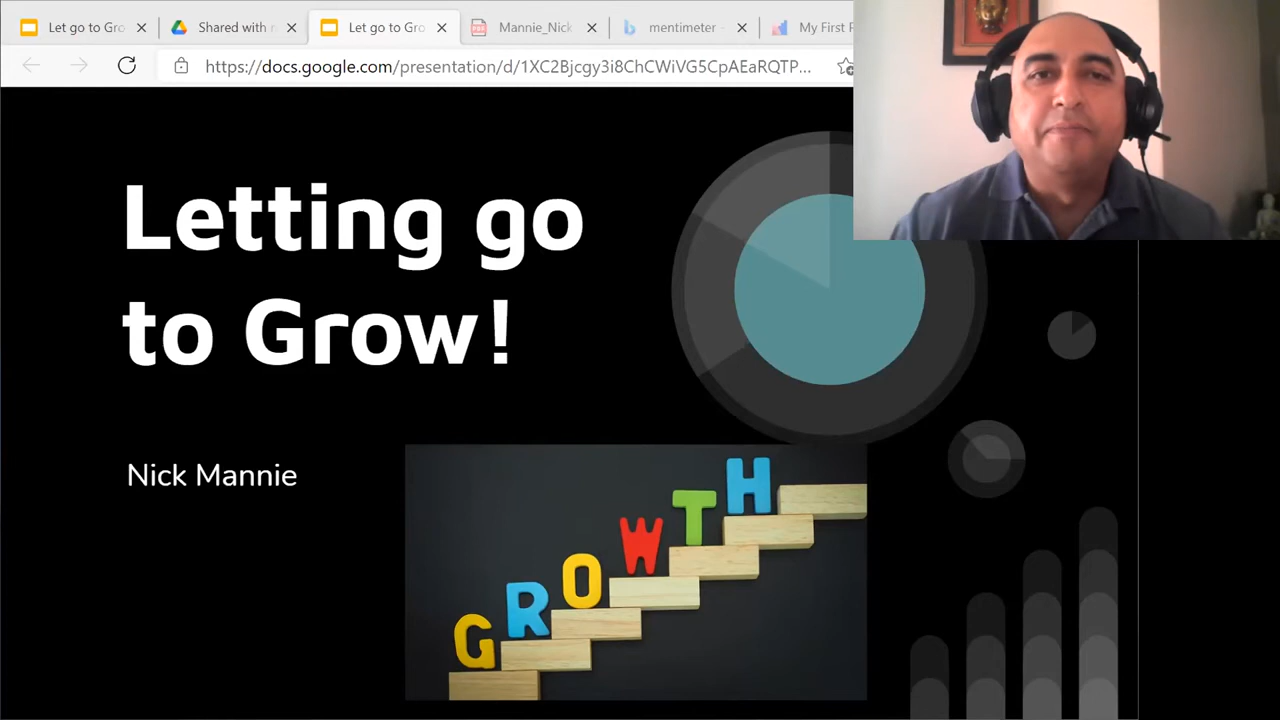 Let go to Gro
Shared with
Let go to Gro
PDF
Mannie_Nick
mentimeter -
My First P
https://docs.google.com/presentation/d/1XC2Bjcgy3i8ChCWiVG5CpAEaRQTP...
Letting go
to Grow!
Nick Mannie
GROWTH